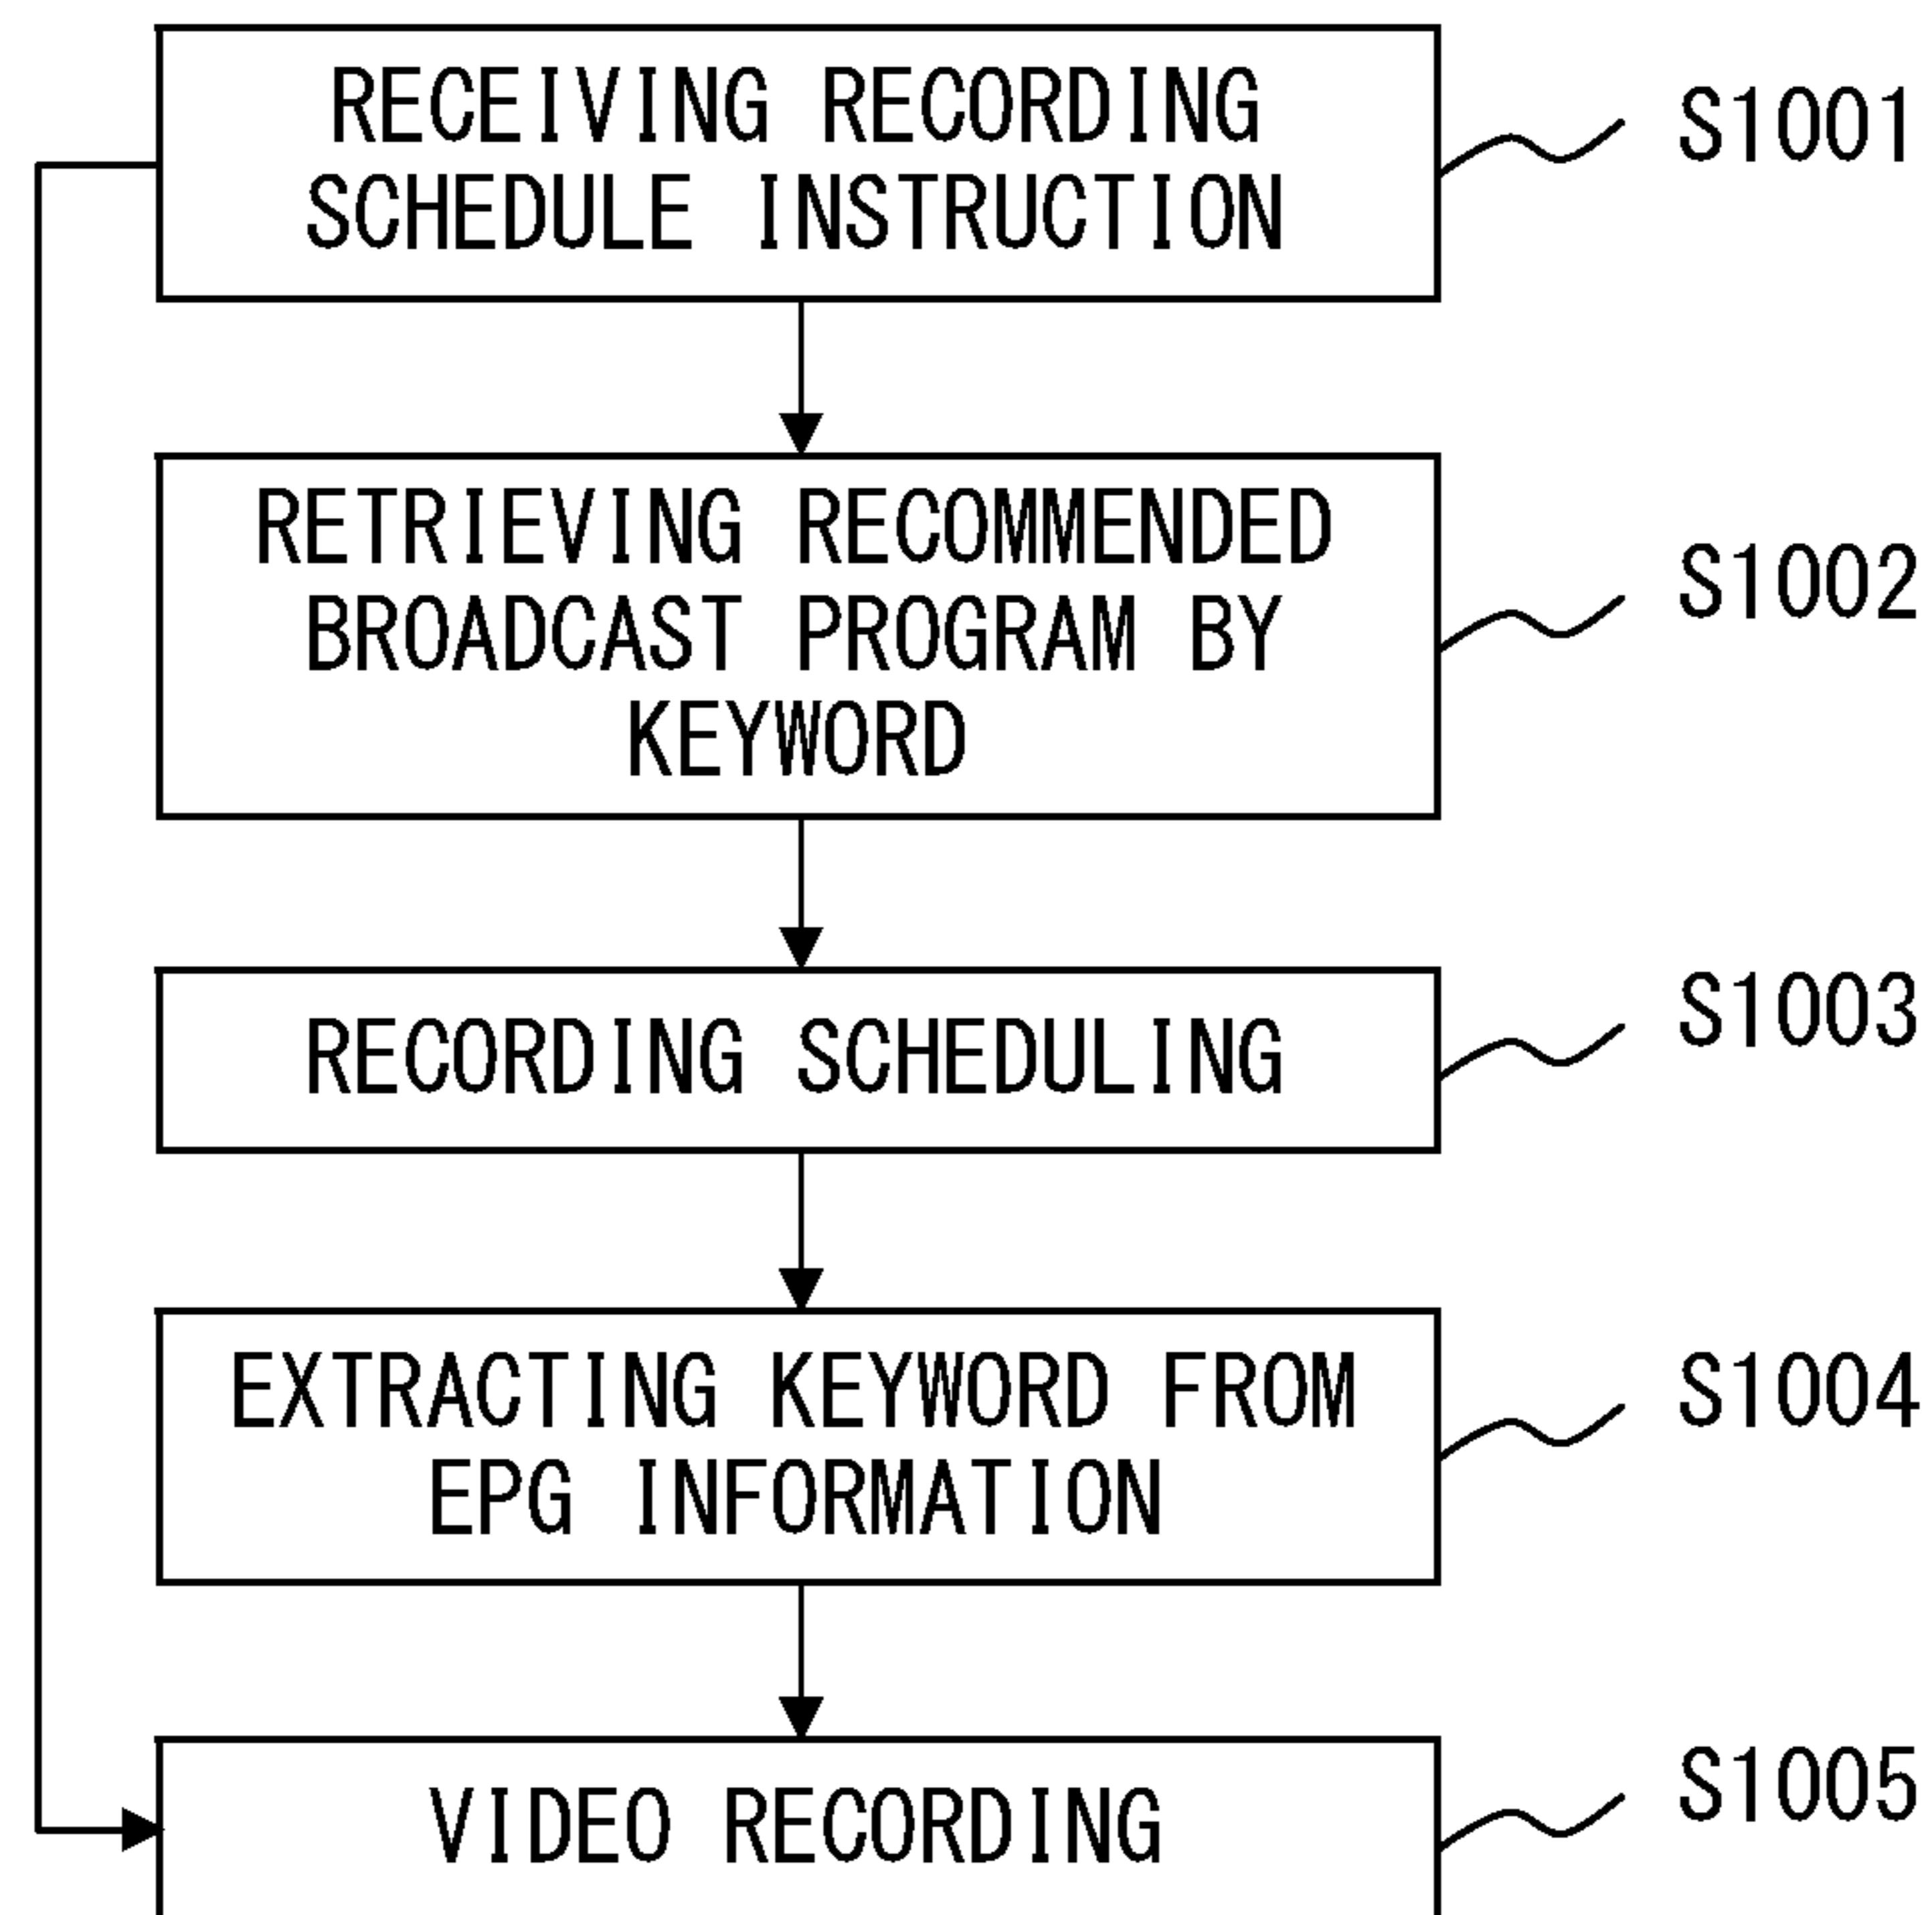 RECEIVING RECORDING
SCHEDULE INSTRUCTION
S1001
RETRIEVING RECOMMENDED
BROADCAST PROGRAM BY
KEYWORD
S1002
RECORDING SCHEDULING
S1003
EXTRACTING KEYWORD FROM
EPG INFORMATION
S1004
VIDEO RECORDING
S1005